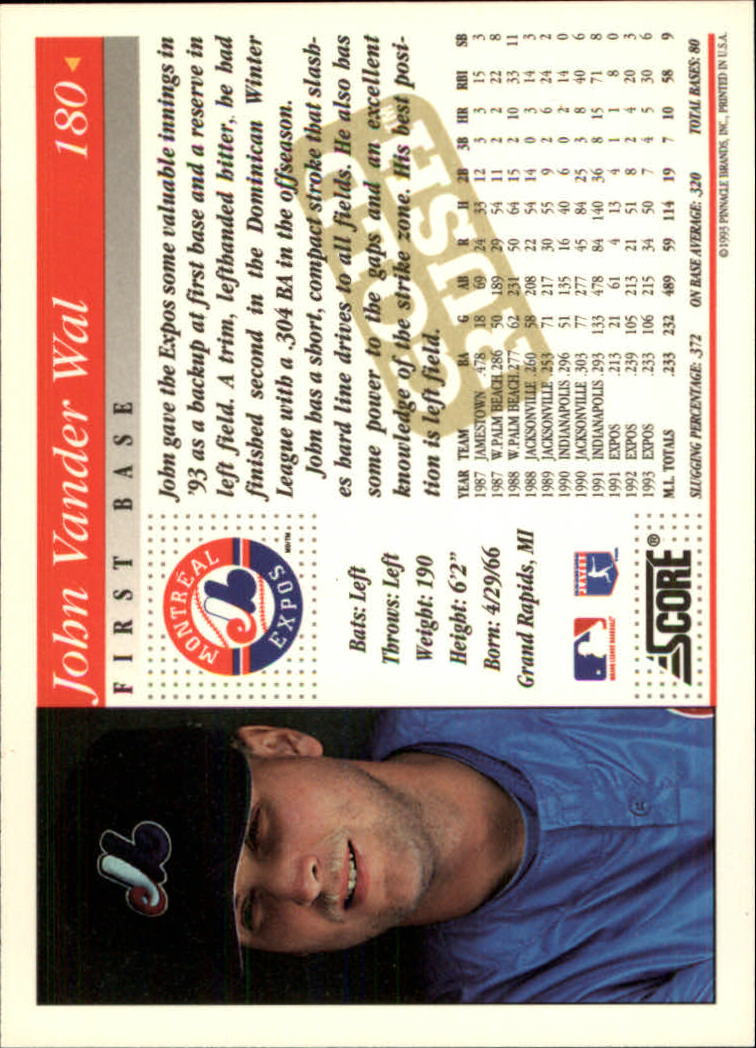 John Vander Wal 180
FIRST BASE
MONTRÉAL
EXPOS
Bats: Left
Throws: Left
Weight: 190
Height: 6'2"
Born: 4/29/66
Grand Rapids, MI
SCORE®
John gave the Expos some valuable innings in
'93 as a backup at first base and a reserve in
left field. A trim, lefthanded hitter, he had
finished second in the Dominican Winter
League with a .304 BA in the offseason.
John has a short, compact stroke that slash-
es hard line drives to all fields. He also has
some power to the gaps and an excellent
knowledge of the strike zone. His best posi-
tion is left field.
GOLD
RUSH
YEAR TEAM BA G AB R H 2B 3B HR RBI SB
1987 JAMESTOWN .478 18 69 24 33 12 3 3 15 3
1987 W. PALM BEACH .286 50 189 29 54 11 2 2 22 8
1988 W. PALM BEACH .277 62 231 50 64 15 2 10 33 11
1988 JACKSONVILLE .260 58 208 22 54 14 0 3 14 3
1989 JACKSONVILLE .253 71 217 30 55 9 2 6 24 2
1990 INDIANAPOLIS .296 51 135 16 40 6 0 2 14 0
1990 JACKSONVILLE .303 77 277 45 84 25 3 8 40 6
1991 INDIANAPOLIS .293 133 478 84 140 36 8 15 71 8
1991 EXPOS .213 21 61 4 13 4 1 1 8 0
1992 EXPOS .239 105 213 21 51 8 2 4 20 3
1993 EXPOS .233 106 215 34 50 7 4 5 30 6
M.L. TOTALS .233 232 489 59 114 19 7 10 58 9
SLUGGING PERCENTAGE: .372 ON BASE AVERAGE: .320 TOTAL BASES: 80
©1993 PINNACLE BRANDS, INC., PRINTED IN U.S.A.